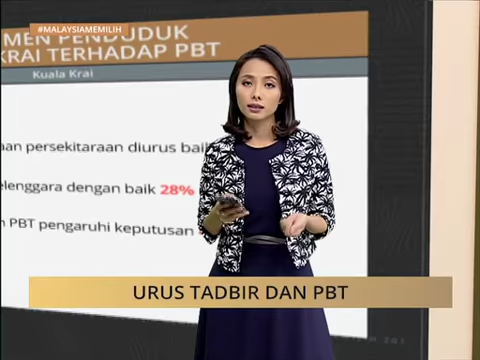 #MALAYSIAMEMILIH
MEN PENDUDUK
KRAI TERHADAP PBT
Kuala Krai
an persekitaraan diurus baik
elenggara dengan baik 28%
PBT pengaruhi keputusan
URUS TADBIR DAN PBT